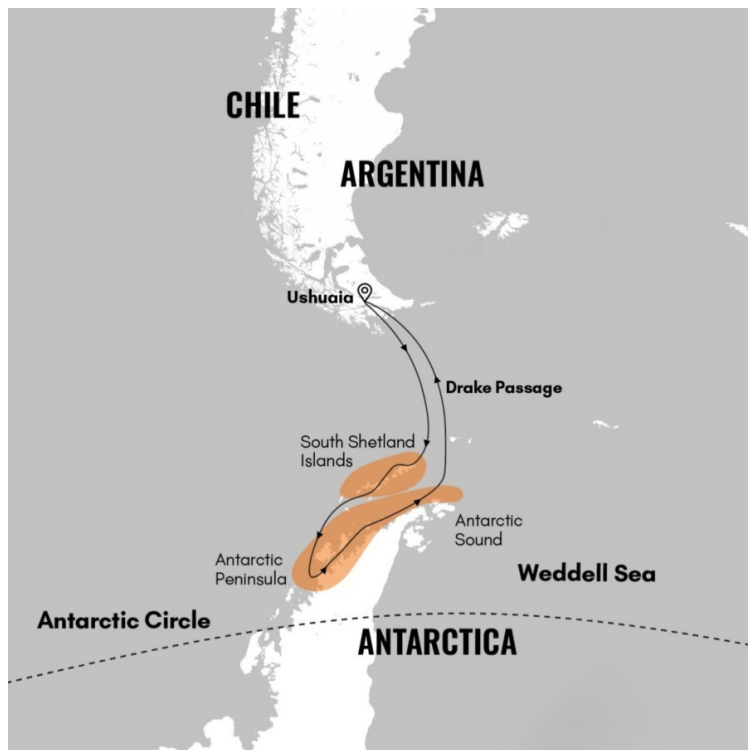 CHILE
ARGENTINA
Ushuaia
Drake Passage
South Shetland
Islands
Antarctic
Sound
Antarctic
Peninsula
Weddell Sea
Antarctic Circle
ANTARCTICA